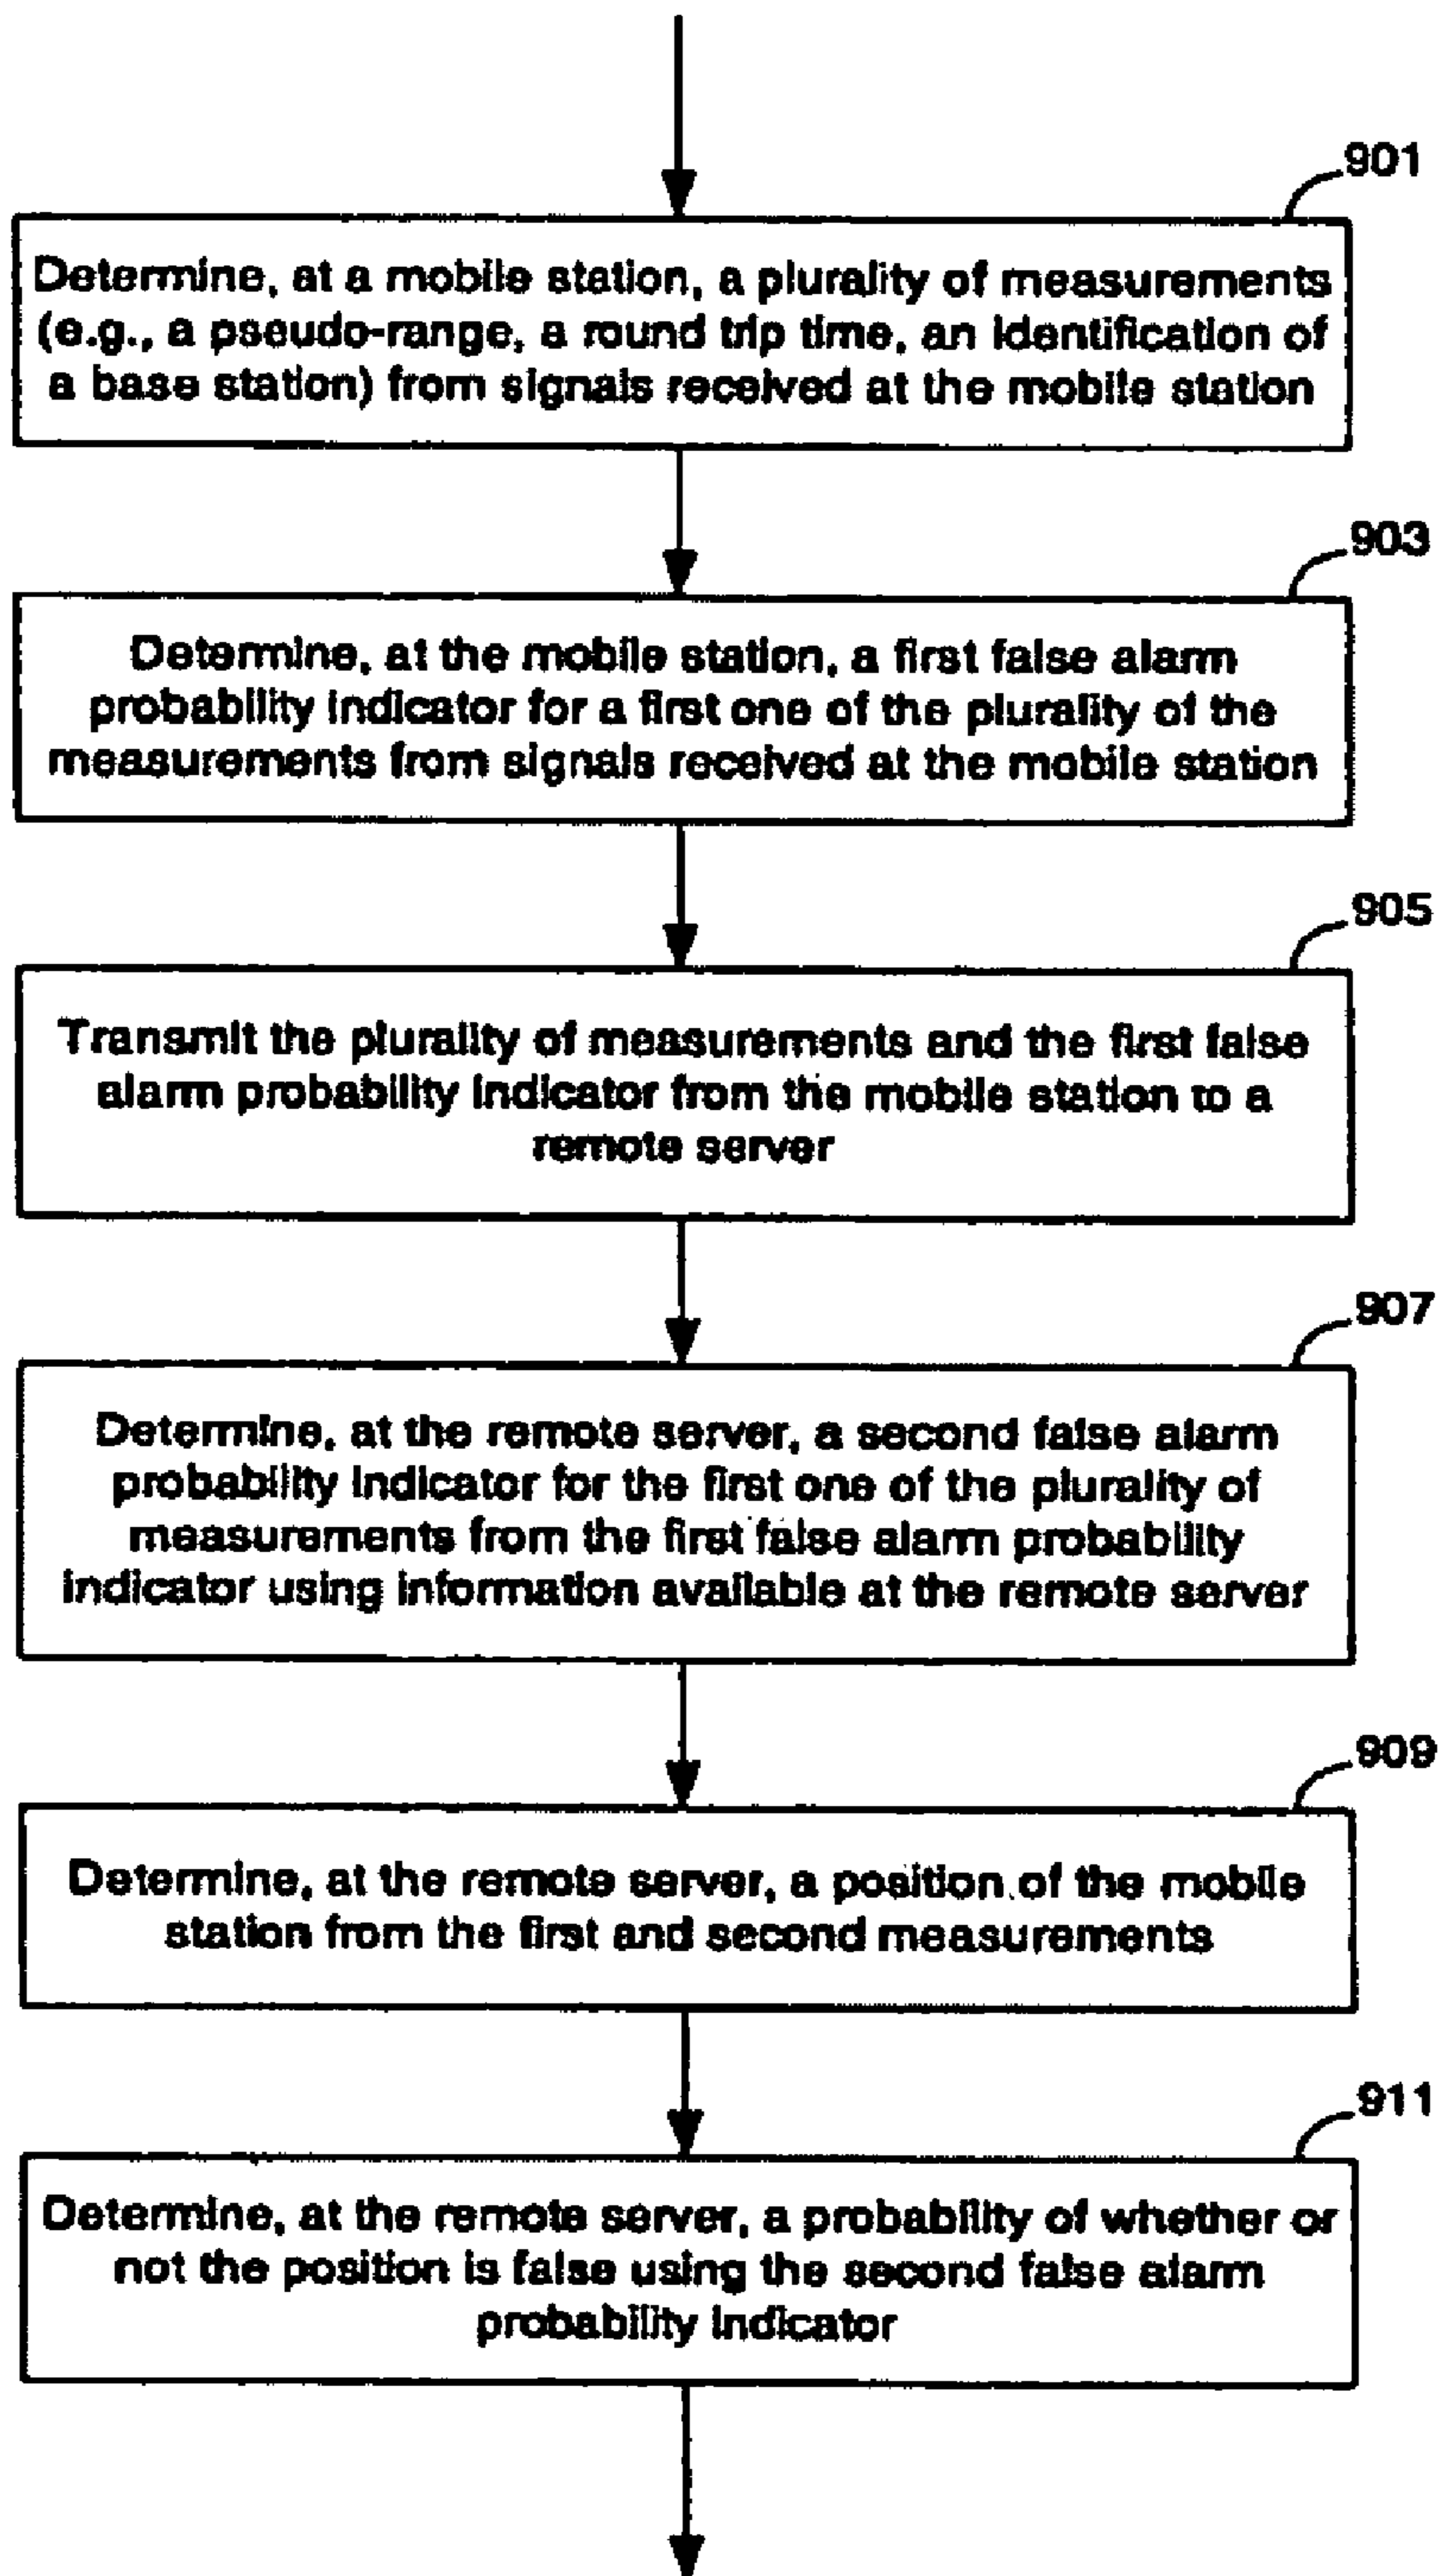 901
Determine, at a mobile station, a plurality of measurements
(e.g., a pseudo-range, a round trip time, an identification of
a base station) from signals received at the mobile station
903
Determine, at the mobile station, a first false alarm
probability indicator for a first one of the plurality of the
measurements from signals received at the mobile station
905
Transmit the plurality of measurements and the first false
alarm probability indicator from the mobile station to a
remote server
907
Determine, at the remote server, a second false alarm
probability indicator for the first one of the plurality of
measurements from the first false alarm probability
indicator using information available at the remote server
909
Determine, at the remote server, a position of the mobile
station from the first and second measurements
911
Determine, at the remote server, a probability of whether or
not the position is false using the second false alarm
probability indicator